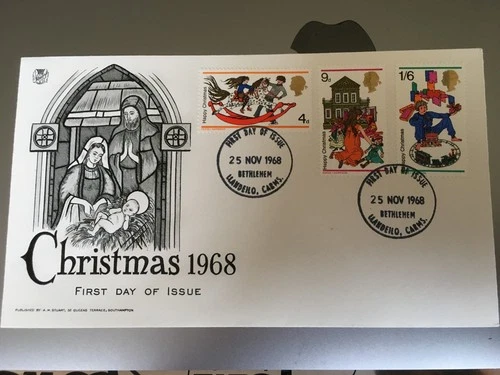 Happy Christmas
4d
Happy Christmas
9d
Happy Christmas
1/6
FIRST DAY OF ISSUE
25 NOV 1968
BETHLEHEM
LLANDEILO, CARMS.
FIRST DAY OF ISSUE
25 NOV 1968
BETHLEHEM
LLANDEILO, CARMS.
Christmas 1968
FIRST DAY OF ISSUE
PUBLISHED BY A. H. STUART, 20 QUEENS TERRACE, SOUTHAMPTON